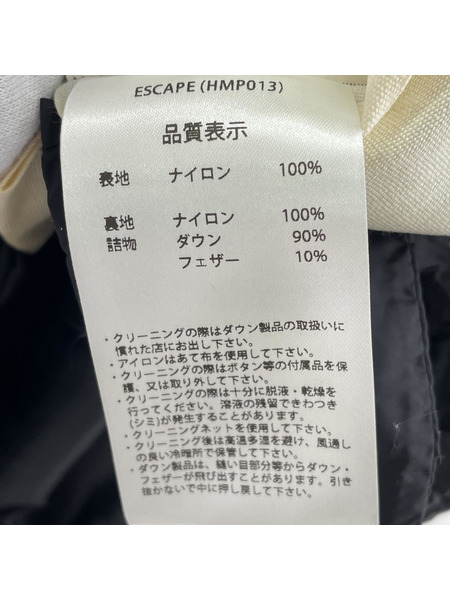 ESCAPE (HMP013)
品質表示
表地 ナイロン 100%
裏地 ナイロン 100%
詰物 ダウン 90%
フェザー 10%
・クリーニングの際はダウン製品の取扱いに
慣れた店にお出し下さい。
・アイロンはあて布を使用して下さい。
・クリーニングの際はボタン等の付属品を保
護、又は取り外して下さい。
・クリーニングの際は十分に脱液・乾燥を
行ってください。溶液の残留できわつき
(シミ)が発生することがあります。
・クリーニングネットを使用して下さい。
・クリーニング後は高温多湿を避け、風通し
の良い冷暗所で保管して下さい。
・ダウン製品は、縫い目部分等からダウン・
フェザーが飛び出すことがあります。引き
抜かないで中に押し戻して下さい。